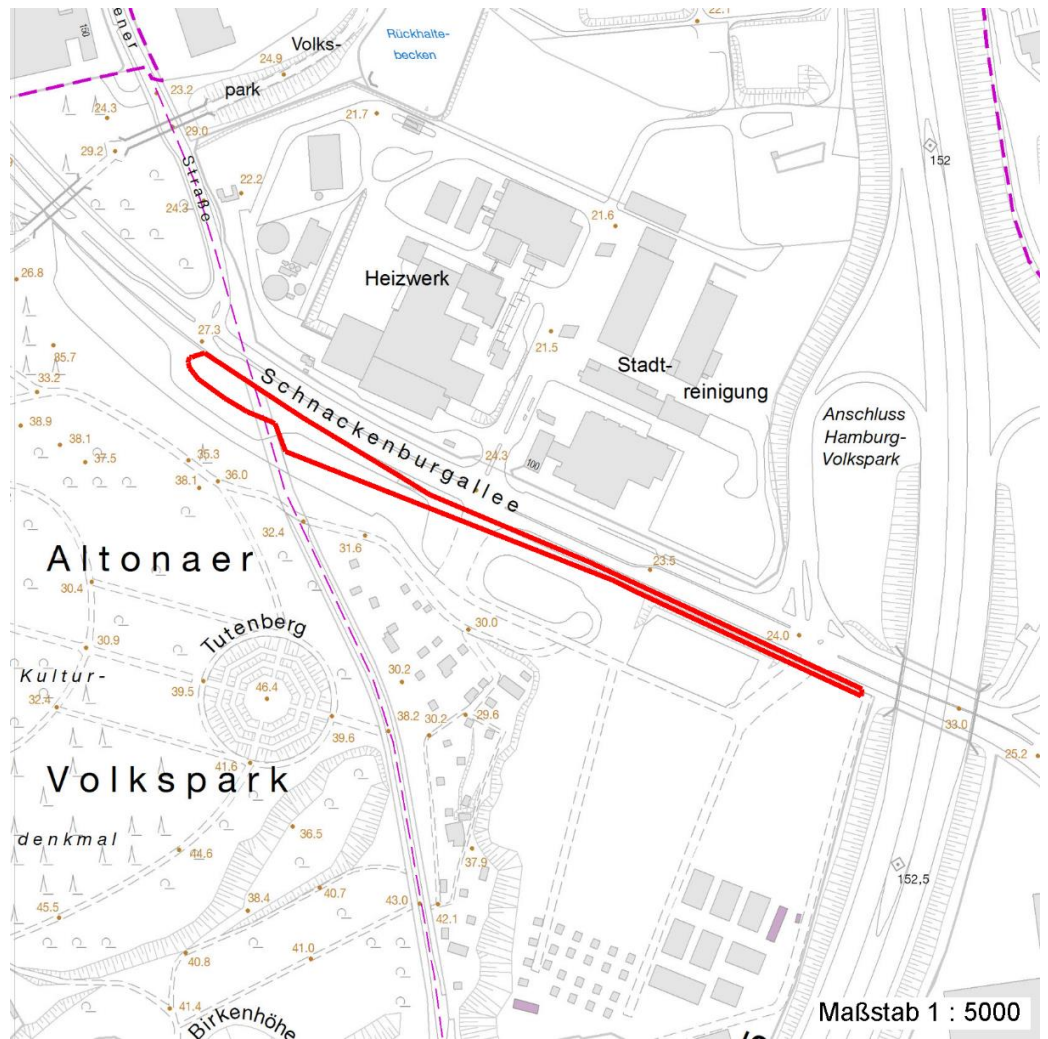 ener
150
Volks-
park
Rückhalte-
becken
22.1
24.9
23.2
24.3
29.0
29.2
21.7
152
Straße
22.2
24.3
21.6
26.8
Heizwerk
27.3
35.7
21.5
33.2
Stadt-
reinigung
Schnackenburgallee
38.9
38.1
37.5
35.3
38.1
36.0
24.3
100
Anschluss
Hamburg-
Volkspark
32.4
31.6
Altonaer
23.5
30.4
30.9
Tutenberg
30.0
24.0
Kultur-
32.4
39.5
46.4
30.2
38.2
30.2
29.6
39.6
33.0
25.2
41.6
Volkspark
denkmal
36.5
44.6
37.9
152,5
40.7
45.5
38.4
43.0
42.1
41.0
40.8
41.4
Birkenhöhe
Maßstab 1 : 5000